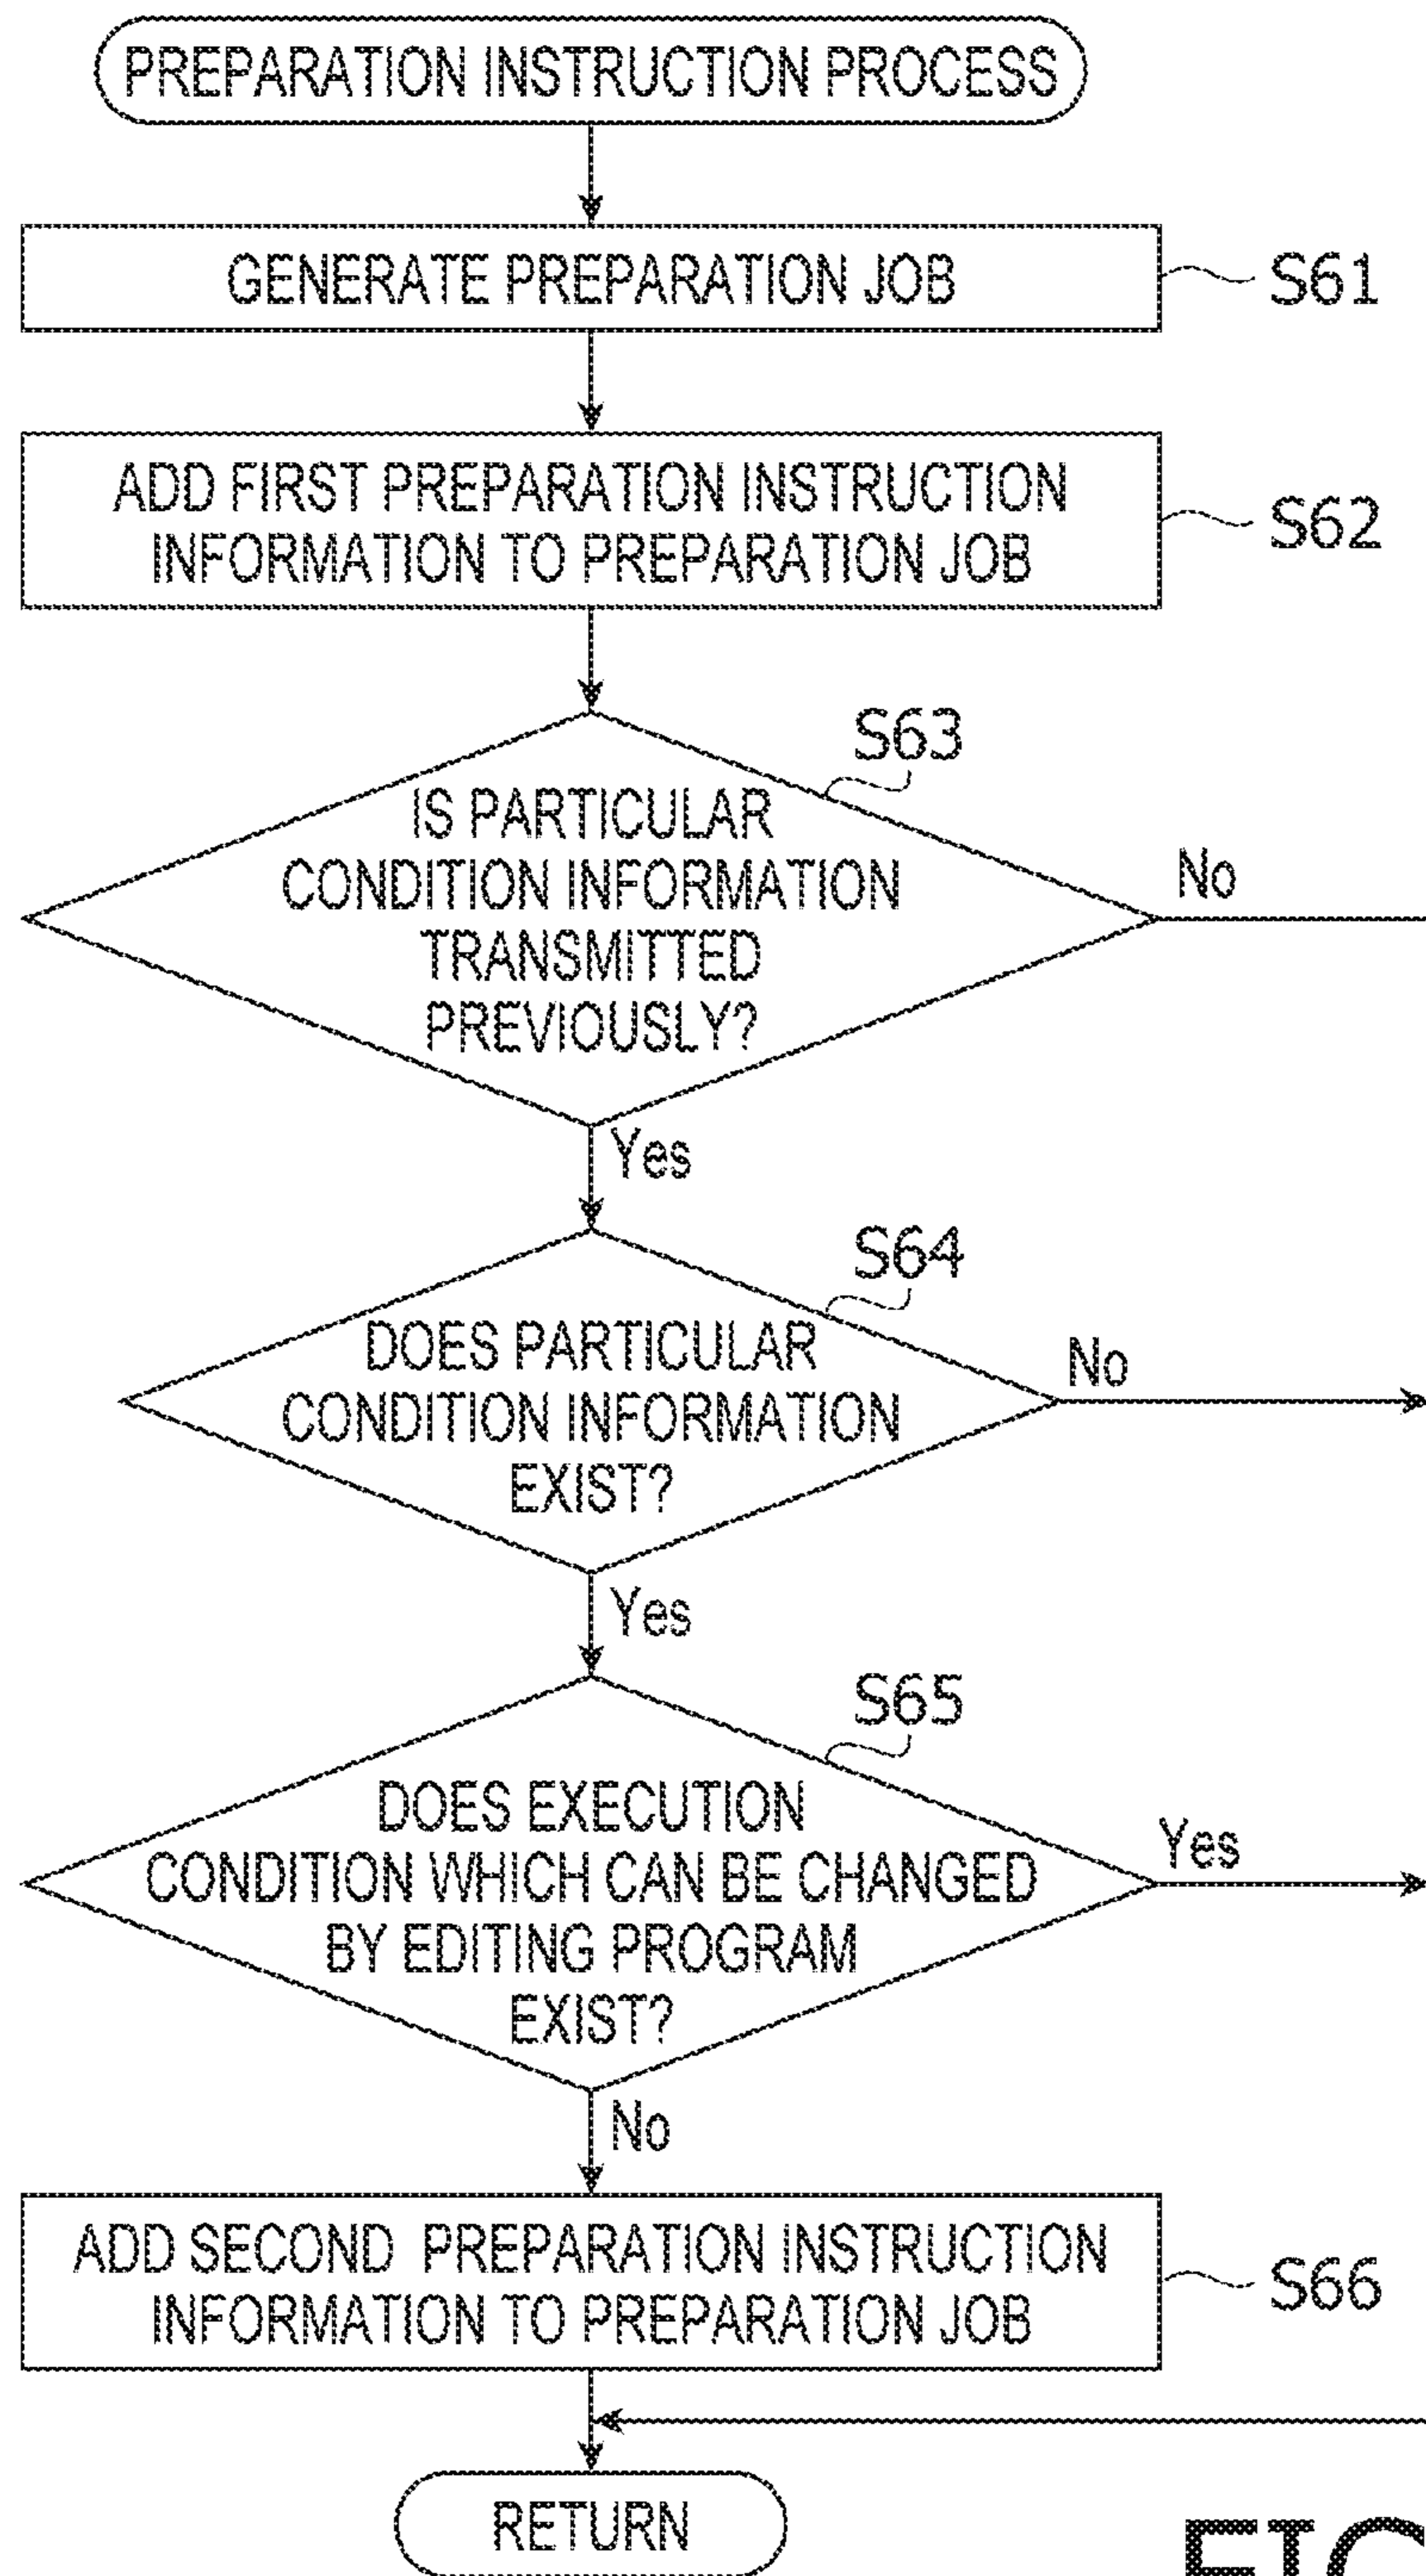 PREPARATION INSTRUCTION PROCESS
GENERATE PREPARATION JOB
S61
ADD FIRST PREPARATION INSTRUCTION
INFORMATION TO PREPARATION JOB
S62
S63
IS PARTICULAR
CONDITION INFORMATION
TRANSMITTED
PREVIOUSLY?
No
Yes
S64
DOES PARTICULAR
CONDITION INFORMATION
EXIST?
No
Yes
S65
DOES EXECUTION
CONDITION WHICH CAN BE CHANGED
BY EDITING PROGRAM
EXIST?
Yes
No
ADD SECOND PREPARATION INSTRUCTION
INFORMATION TO PREPARATION JOB
S66
RETURN